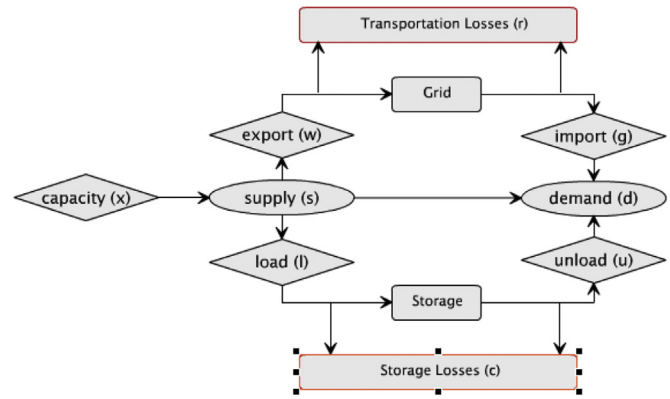 Transportation Losses (r)
Grid
export (w)
import (g)
capacity (x)
supply (s)
demand (d)
load (l)
unload (u)
Storage
Storage Losses (c)